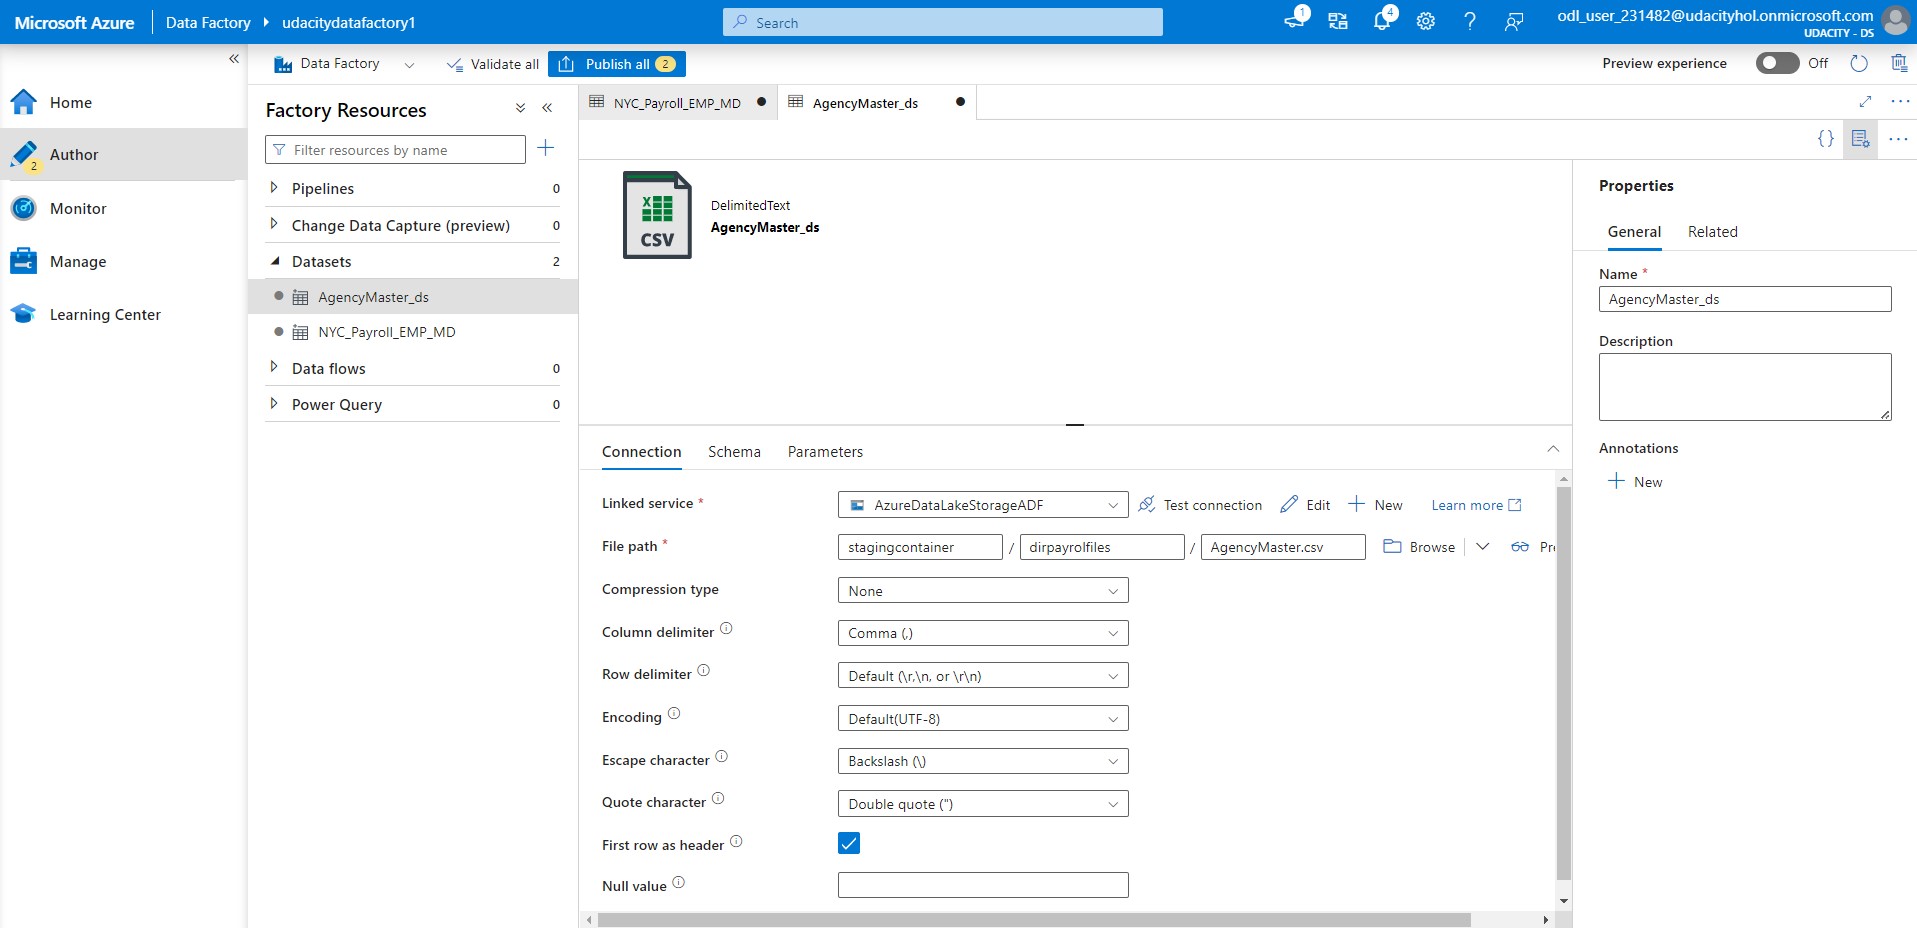 Microsoft Azure
Data Factory
udacitydatafactory1
Search
1
4
odl_user_231482@udacityhol.onmicrosoft.com
UDACITY - DS
Home
Author
2
Monitor
Manage
Learning Center
Data Factory
Validate all
Publish all 2
Preview experience
Off
Factory Resources
Filter resources by name
Pipelines 0
Change Data Capture (preview) 0
Datasets 2
AgencyMaster_ds
NYC_Payroll_EMP_MD
Data flows 0
Power Query 0
NYC_Payroll_EMP_MD
AgencyMaster_ds
{}
X
CSV
DelimitedText
AgencyMaster_ds
Connection
Schema
Parameters
Linked service *
AzureDataLakeStorageADF
Test connection
Edit
New
Learn more
File path *
stagingcontainer / dirpayrolfiles / AgencyMaster.csv
Browse
Pre
Compression type
None
Column delimiter
Comma (,)
Row delimiter
Default (\r,\n, or \r\n)
Encoding
Default(UTF-8)
Escape character
Backslash (\)
Quote character
Double quote (")
First row as header
Null value
Properties
General
Related
Name *
AgencyMaster_ds
Description
Annotations
New